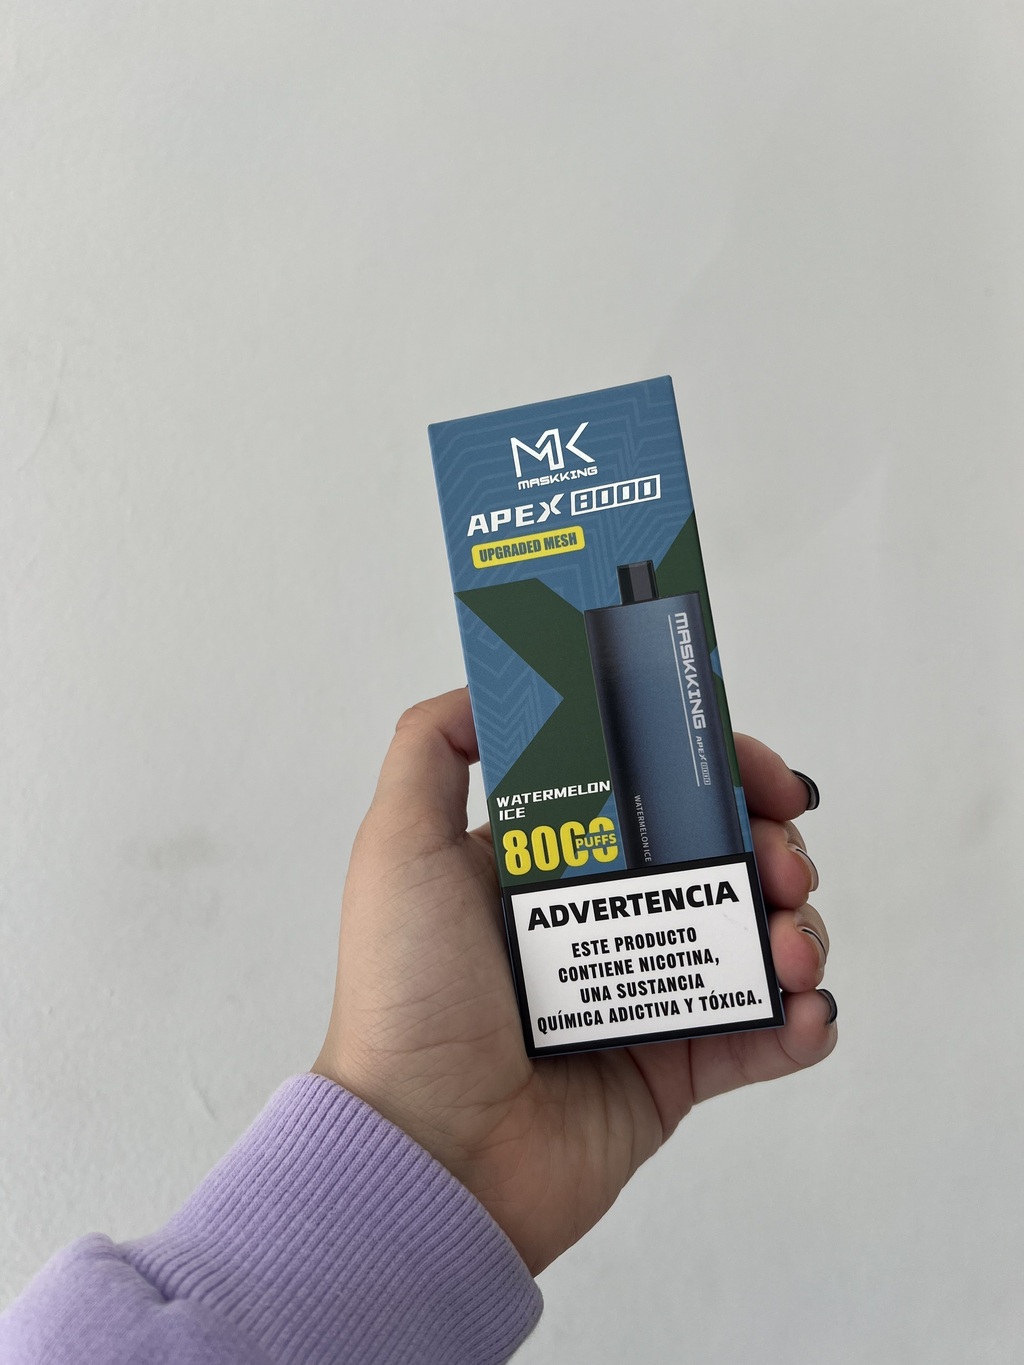 MK
MASKKING
APEX 8000
UPGRADED MESH
MASKKING APEX 8000
WATERMELON ICE
WATERMELON
ICE
8000 PUFFS
ADVERTENCIA
ESTE PRODUCTO
CONTIENE NICOTINA,
UNA SUSTANCIA
QUÍMICA ADICTIVA Y TÓXICA.